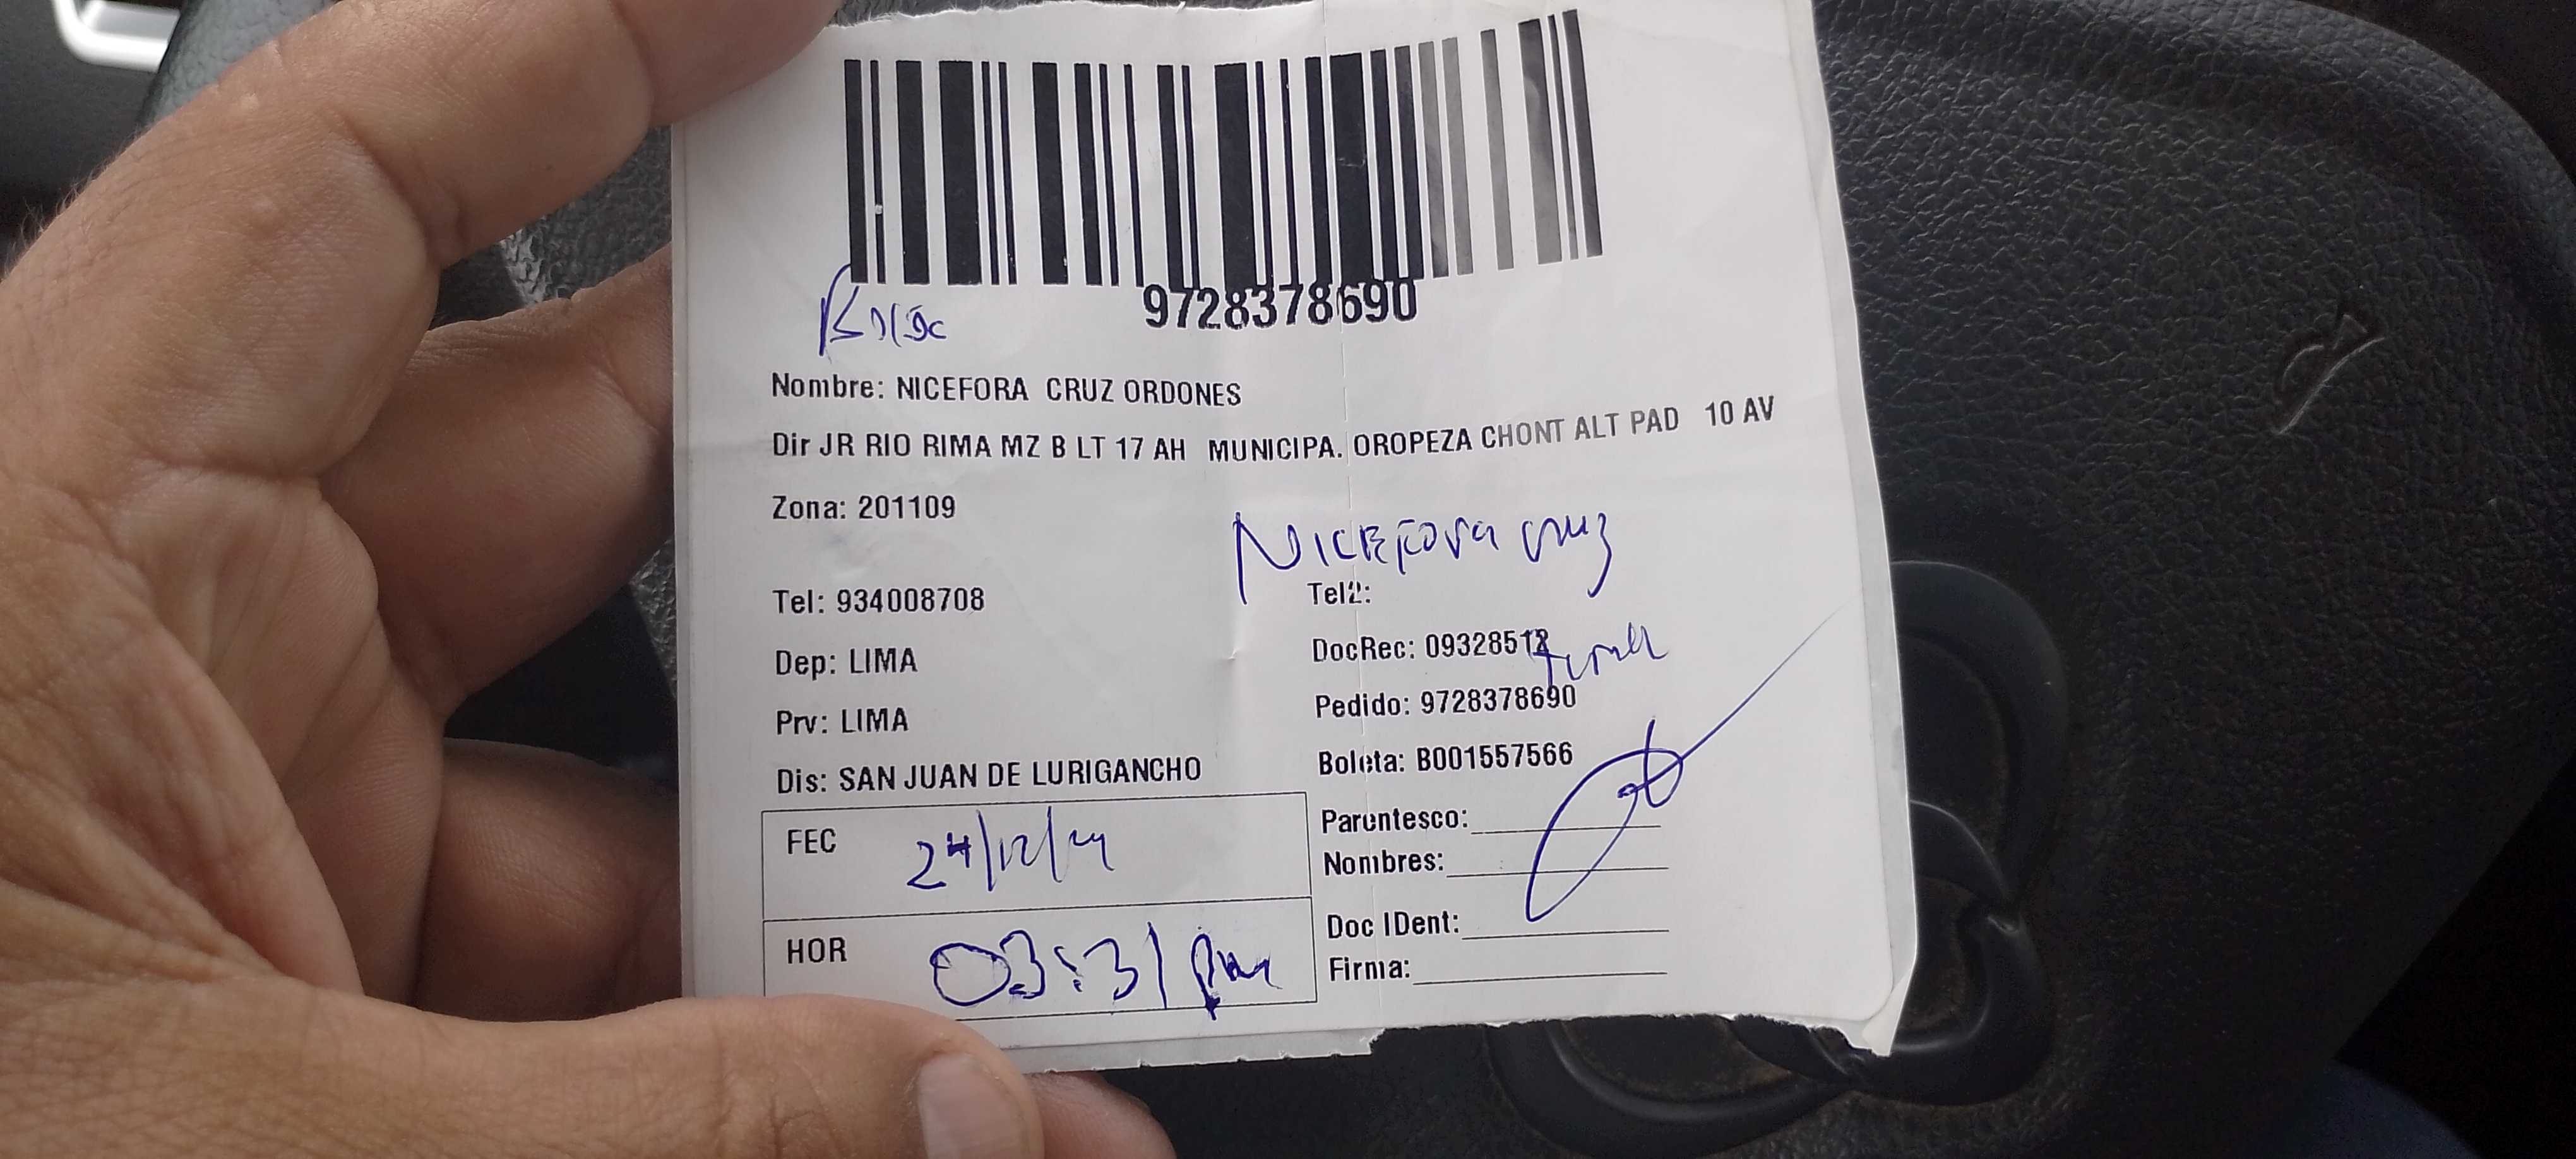 9728378690
Nombre: NICEFORA CRUZ ORDONES
Dir JR RIO RIMA MZ B LT 17 AH MUNICIPA. OROPEZA CHONT ALT PAD 10 AV
Zona: 201109
NICEFORA CRUZ
Tel: 934008708
Tel2:
Dep: LIMA
DocRec: 09328512
Prv: LIMA
Pedido: 9728378690
Dis: SAN JUAN DE LURIGANCHO
Boleta: B001557566
FEC 24/12/24
Parentesco:
Nombres:
HOR 03:31 pm
Doc IDent:
Firma: